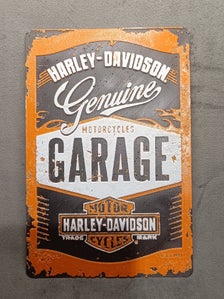 HARLEY-DAVIDSON
Genuine
MOTORCYCLES
GARAGE
MOTOR
HARLEY-DAVIDSON
TRADE MARK
CYCLES